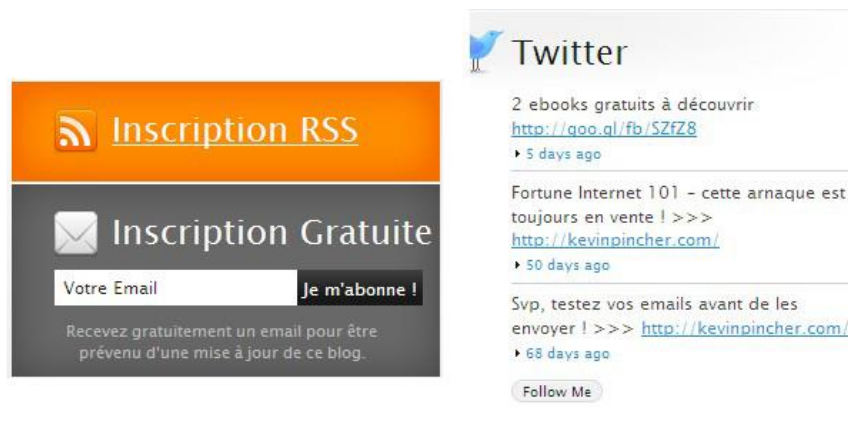 Inscription RSS
Inscription Gratuite
Votre Email
Je m'abonne !
Recevez gratuitement un email pour être
prévenu d'une mise à jour de ce blog.
Twitter
2 ebooks gratuits à découvrir
http://goo.gl/fb/SZfZ8
5 days ago
Fortune Internet 101 – cette arnaque est
toujours en vente ! >>>
http://kevinpincher.com/
50 days ago
Svp, testez vos emails avant de les
envoyer ! >>> http://kevinpincher.com/
68 days ago
Follow Me